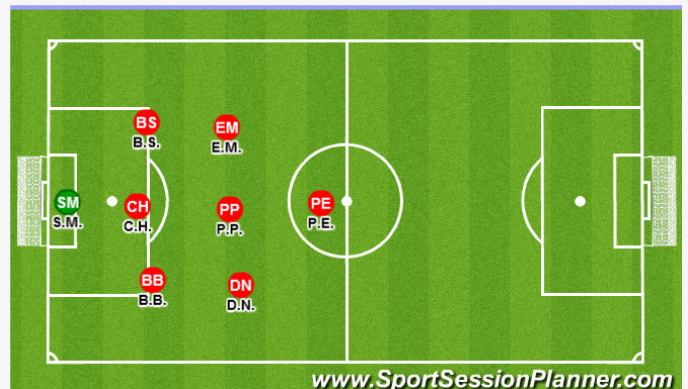 BS
B.S.
EM
E.M.
SM
S.M.
CH
C.H.
PP
P.P.
PE
P.E.
BB
B.B.
DN
D.N.
www.SportSessionPlanner.com